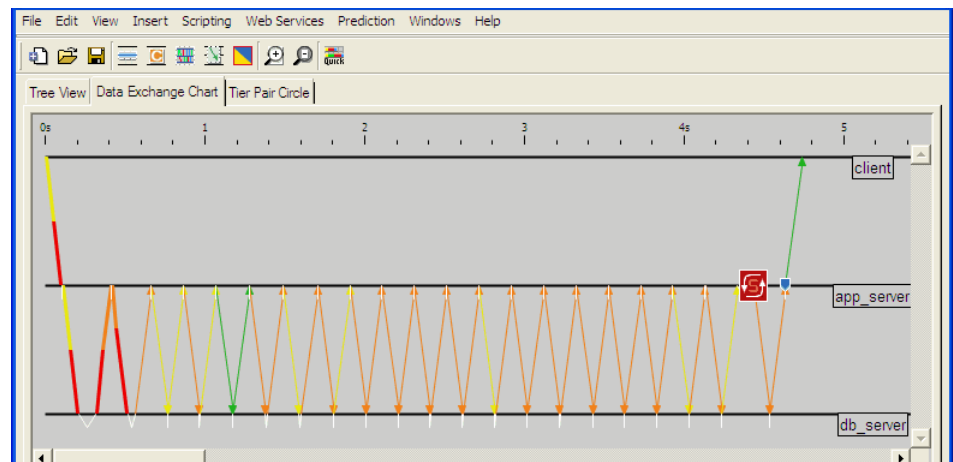 File Edit View Insert Scripting Web Services Prediction Windows Help
QUICK
Tree View Data Exchange Chart Tier Pair Circle
0s 1 2 3 4s 5
client
app_server
db_server